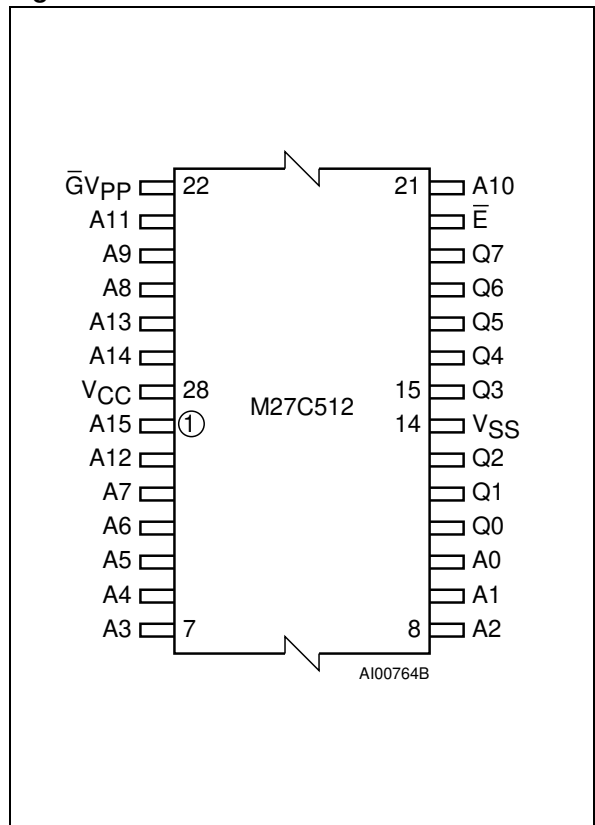 G̅VPP 22 21 A10
A11 E̅
A9 Q7
A8 Q6
A13 Q5
A14 Q4
VCC 28 15 Q3
M27C512
A15 1 14 VSS
A12 Q2
A7 Q1
A6 Q0
A5 A0
A4 A1
A3 7 8 A2
AI00764B